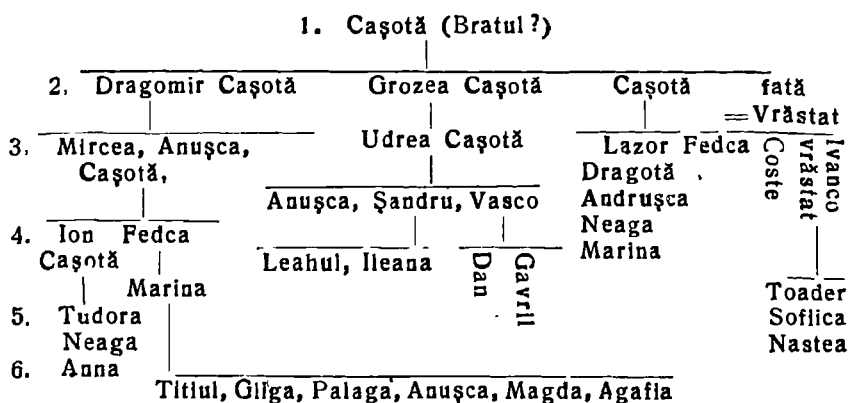 1. Caşotă (Bratul?)
2. Dragomir Caşotă Grozea Caşotă Caşotă fată
= Vrăstat
3. Mircea, Anuşca, Udrea Caşotă Lazor Fedca Coste Ivanco vrăstat
Caşotă, Dragotă
Anuşca, Şandru, Vasco Andruşca
4. Ion Fedca Neaga
Caşotă Leahul, Ileana Dan Gavril Marina
Marina Toader
5. Tudora Sofiica
Neaga Nastea
6. Anna
Titiul, Gliga, Palaga, Anuşca, Magda, Agafia